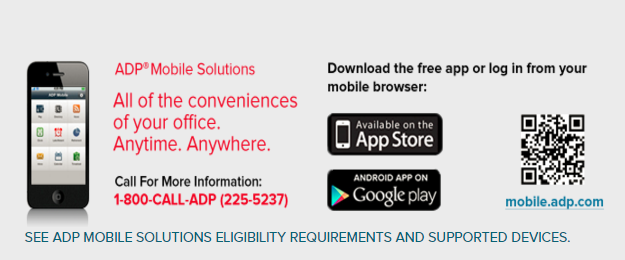 ADP® Mobile Solutions
All of the conveniences
of your office.
Anytime. Anywhere.
Call For More Information:
1-800-CALL-ADP (225-5237)
Download the free app or log in from your
mobile browser:
Available on the
App Store
ANDROID APP ON
Google play
mobile.adp.com
SEE ADP MOBILE SOLUTIONS ELIGIBILITY REQUIREMENTS AND SUPPORTED DEVICES.